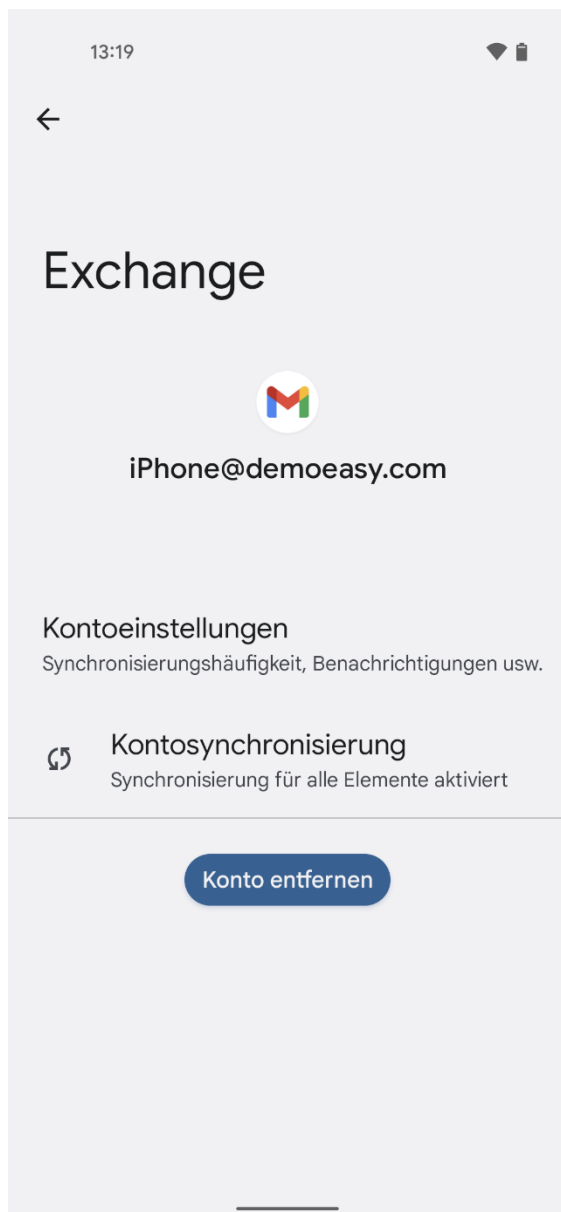 13:19
Exchange
iPhone@demoeasy.com
Kontoeinstellungen
Synchronisierungshäufigkeit, Benachrichtigungen usw.
Kontosynchronisierung
Synchronisierung für alle Elemente aktiviert
Konto entfernen